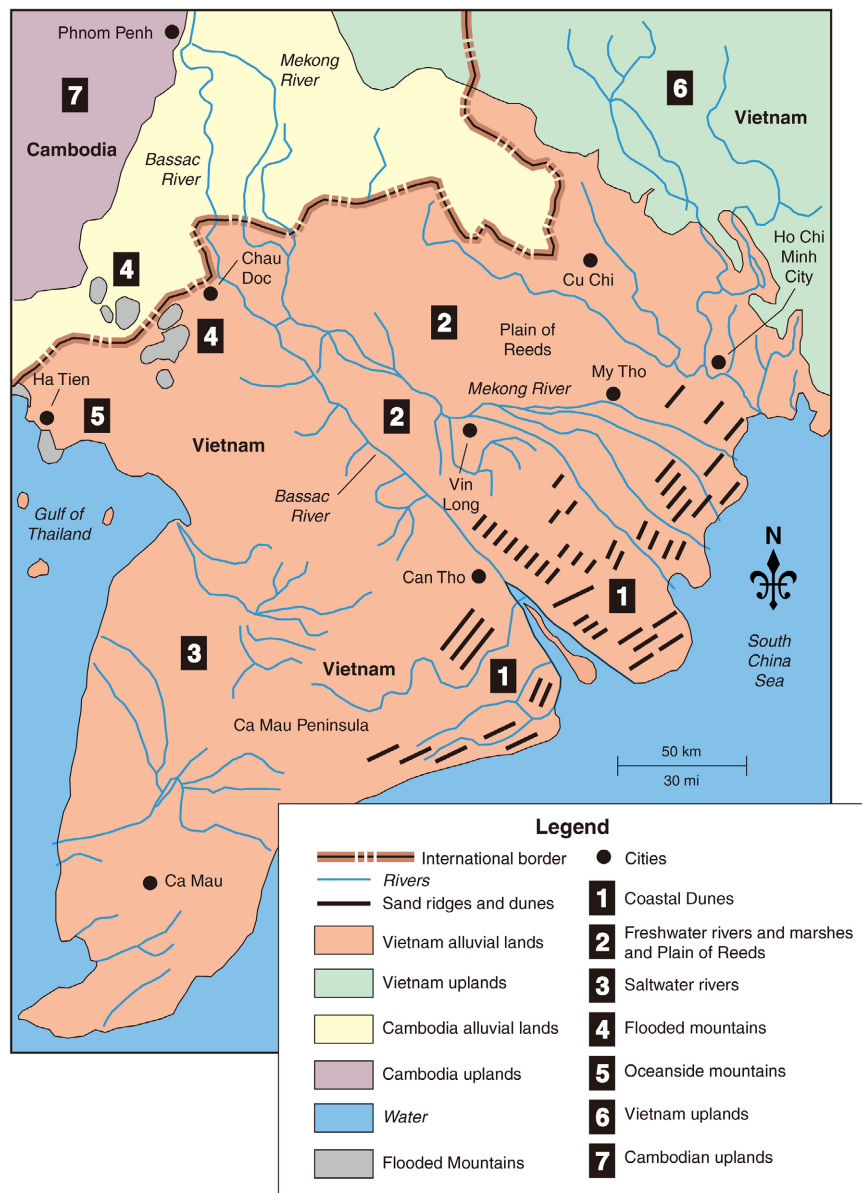 Phnom Penh
Mekong
River
7
6
Vietnam
Cambodia
Bassac
River
Ho Chi
Minh
City
4
Chau
Doc
Cu Chi
2
Plain of
Reeds
4
Ha Tien
My Tho
Mekong River
5
2
Vietnam
Vin
Long
Bassac
River
Gulf of
Thailand
N
Can Tho
1
South
China
Sea
3
Vietnam
1
Ca Mau Peninsula
50 km
30 mi
Ca Mau
Legend
International border
Rivers
Sand ridges and dunes
Vietnam alluvial lands
Vietnam uplands
Cambodia alluvial lands
Cambodia uplands
Water
Flooded Mountains
Cities
1 Coastal Dunes
2 Freshwater rivers and marshes
and Plain of Reeds
3 Saltwater rivers
4 Flooded mountains
5 Oceanside mountains
6 Vietnam uplands
7 Cambodian uplands